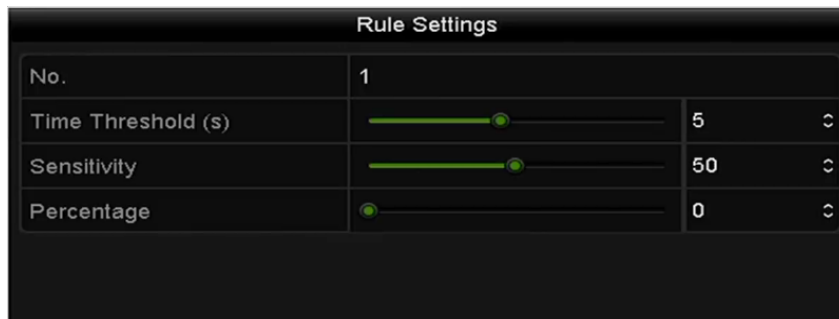 Rule Settings
No. 1
Time Threshold (s) 5
Sensitivity 50
Percentage 0